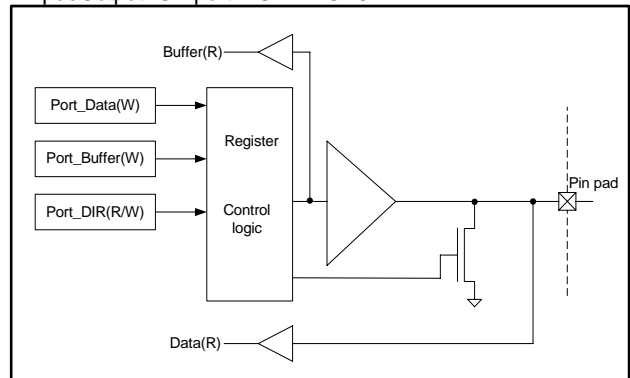 Buffer(R)
Port_Data(W)
Port_Buffer(W)
Port_DIR(R/W)
Register
Control
logic
Pin pad
Data(R)